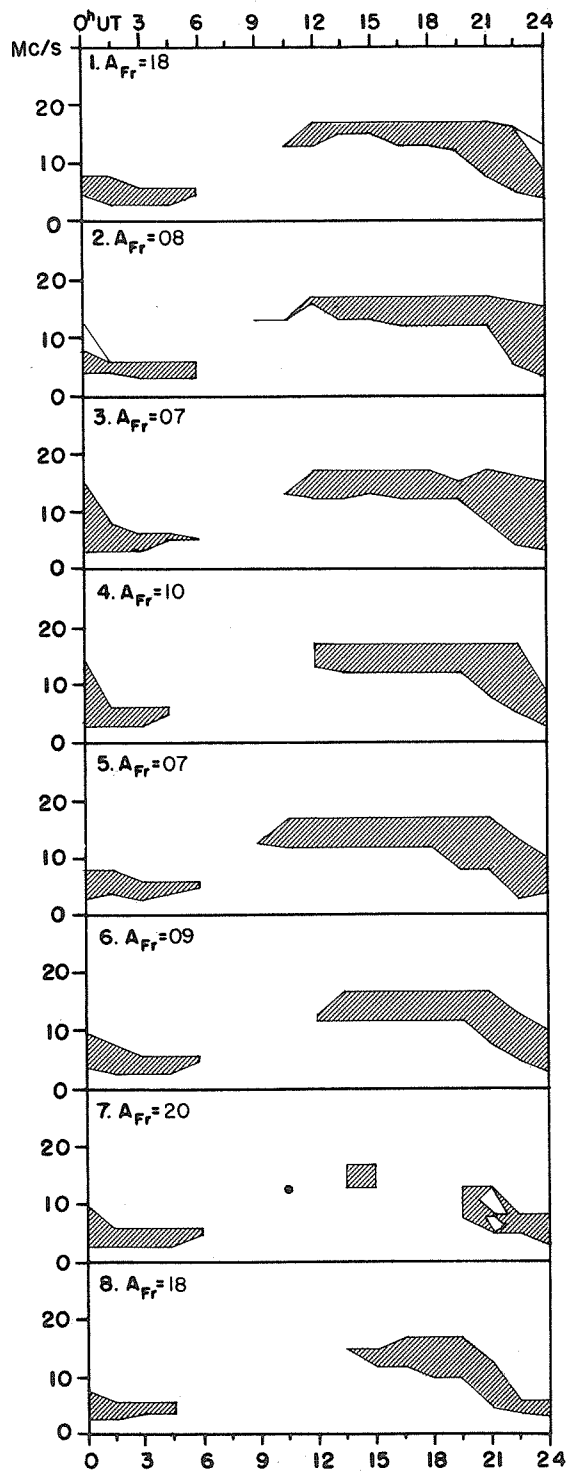 0ʰUT 3 6 9 12 15 18 21 24
Mc/s
1. A_Fr=18
20
10
0
2. A_Fr=08
20
10
0
3. A_Fr=07
20
10
0
4. A_Fr=10
20
10
0
5. A_Fr=07
20
10
0
6. A_Fr=09
20
10
0
7. A_Fr=20
20
10
0
8. A_Fr=18
20
10
0
0 3 6 9 12 15 18 21 24